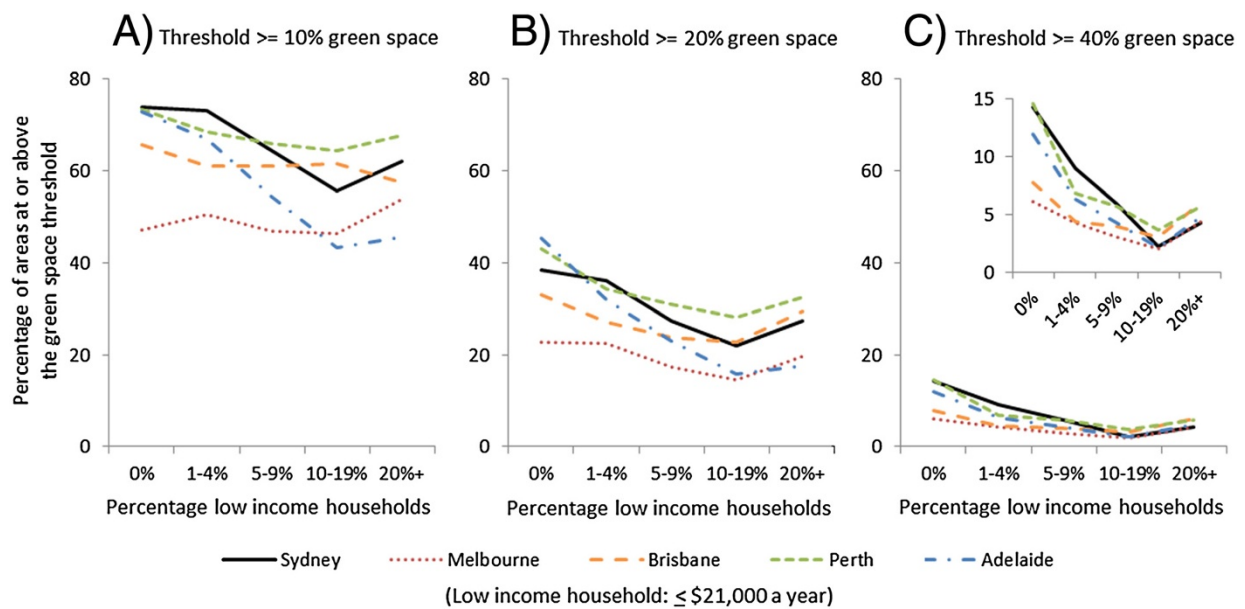 A) Threshold >= 10% green space
B) Threshold >= 20% green space
C) Threshold >= 40% green space
Percentage of areas at or above
the green space threshold
80
60
40
20
0
0% 1-4% 5-9% 10-19% 20%+
Percentage low income households
80
60
40
20
0
0% 1-4% 5-9% 10-19% 20%+
Percentage low income households
80
60
40
20
0
0% 1-4% 5-9% 10-19% 20%+
Percentage low income households
15
10
5
0
0% 1-4% 5-9% 10-19% 20%+
Sydney Melbourne Brisbane Perth Adelaide
(Low income household: ≤ $21,000 a year)